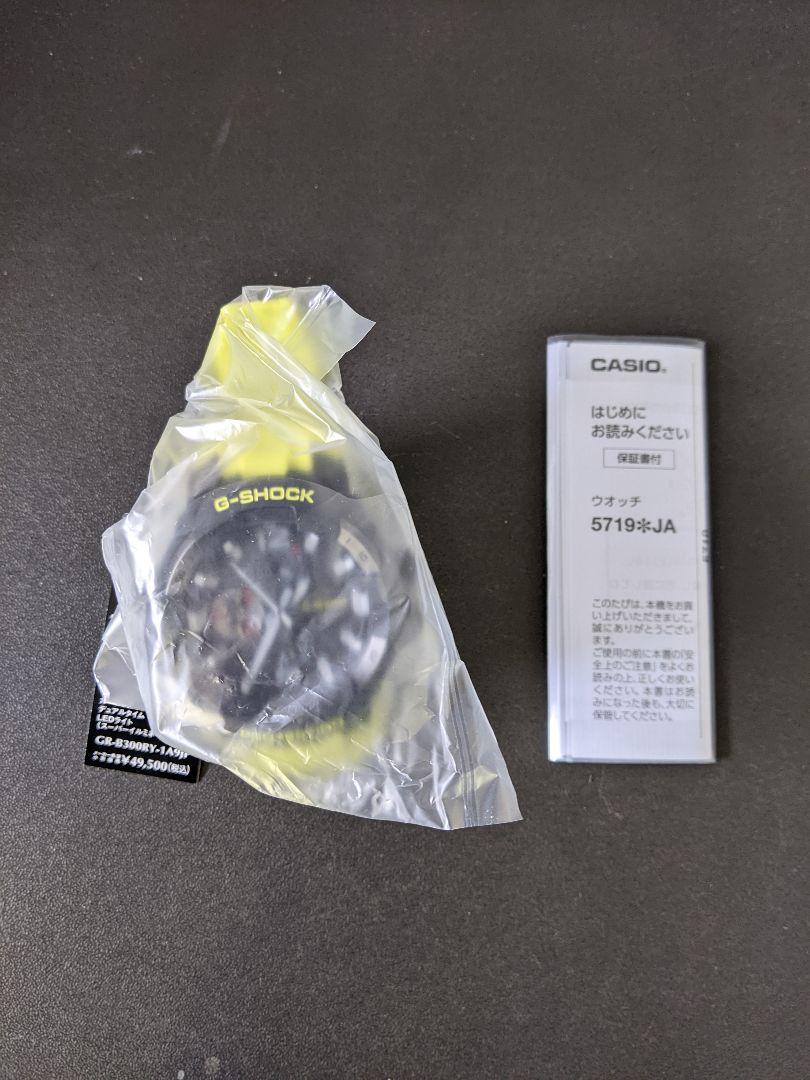 G-SHOCK
デュアルタイム
LEDライト
(スーパーイルミネ
GR-B300RY-1A9J
¥49,500(税込)
CASIO
はじめに
お読みください
保証書付
ウオッチ
5719✻JA
このたびは、本機をお買
い上げいただきまして、
誠にありがとうござい
ます。
ご使用の前に本書の「安
全上のご注意」をよくお
読みの上、正しくお使い
ください。本書はお読
みになった後も、大切に
保管してください。